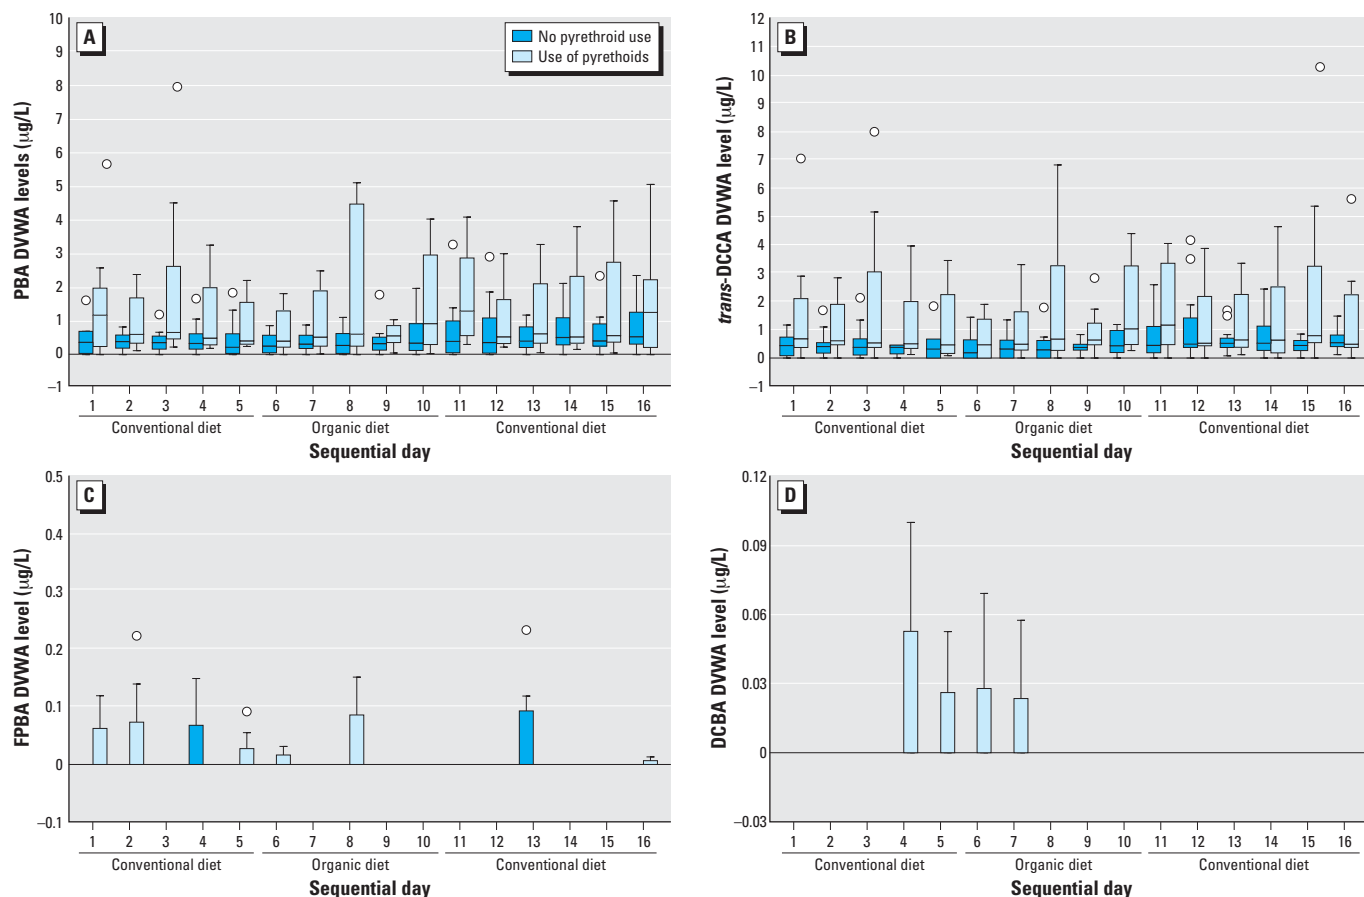 A
No pyrethroid use
Use of pyrethoids
PBA DVWA levels (µg/L)
10
9
8
7
6
5
4
3
2
1
0
–1
1 2 3 4 5 6 7 8 9 10 11 12 13 14 15 16
Conventional diet Organic diet Conventional diet
Sequential day
B
trans-DCCA DVWA level (µg/L)
12
11
10
9
8
7
6
5
4
3
2
1
0
–1
1 2 3 4 5 6 7 8 9 10 11 12 13 14 15 16
Conventional diet Organic diet Conventional diet
Sequential day
C
FPBA DVWA level (µg/L)
0.5
0.4
0.3
0.2
0.1
0
–0.1
1 2 3 4 5 6 7 8 9 10 11 12 13 14 15 16
Conventional diet Organic diet Conventional diet
Sequential day
D
DCBA DVWA level (µg/L)
0.12
0.09
0.06
0.03
0
–0.03
1 2 3 4 5 6 7 8 9 10 11 12 13 14 15 16
Conventional diet Organic diet Conventional diet
Sequential day